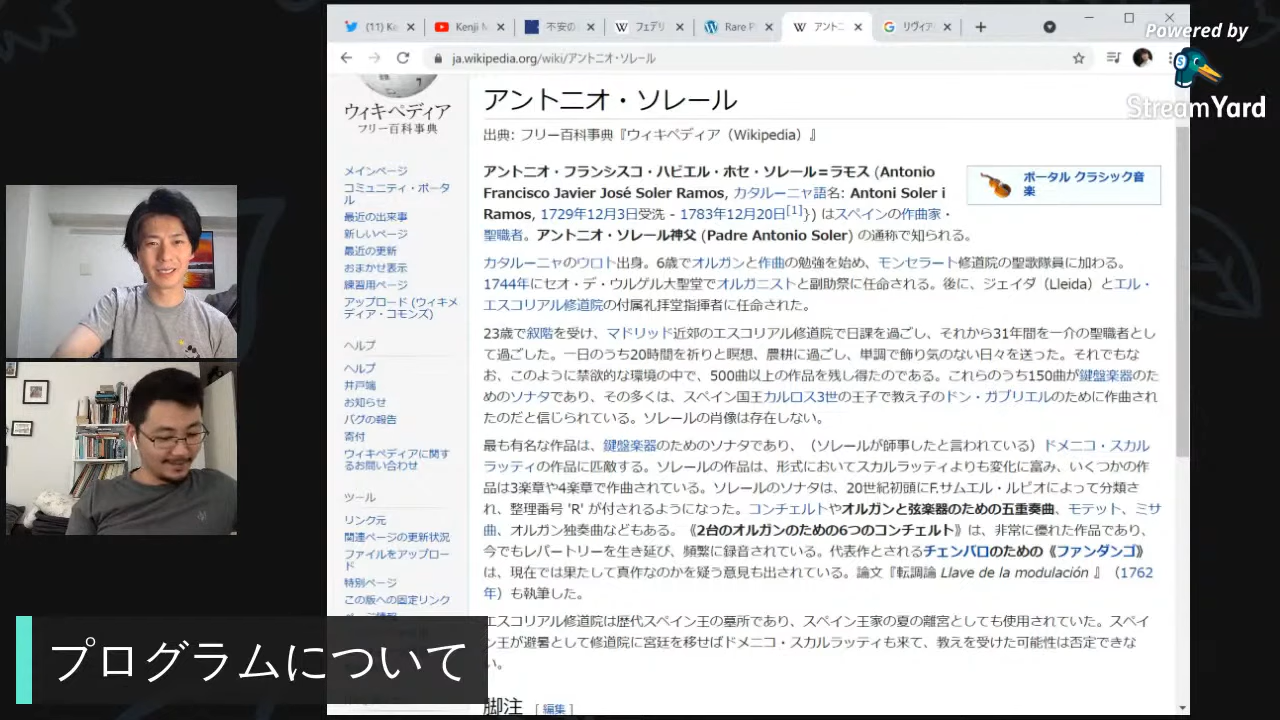 (11) Ke
Kenji M
不安の
フェデリ
Rare P
アントニ
リヴィア
Powered by
StreamYard
ja.wikipedia.org/wiki/アントニオ・ソレール
ウィキペディア
フリー百科事典
メインページ
コミュニティ・ポータ
ル
最近の出来事
新しいページ
最近の更新
おまかせ表示
練習用ページ
アップロード (ウィキメ
ディア・コモンズ)
ヘルプ
ヘルプ
井戸端
お知らせ
バグの報告
寄付
ウィキペディアに関す
るお問い合わせ
ツール
リンク元
関連ページの更新状況
ファイルをアップロー
ド
特別ページ
この版への固定リンク
アントニオ・ソレール
出典: フリー百科事典『ウィキペディア（Wikipedia）』
ポータル クラシック音
楽
アントニオ・フランシスコ・ハビエル・ホセ・ソレール＝ラモス (Antonio
Francisco Javier José Soler Ramos, カタルーニャ語名: Antoni Soler i
Ramos, 1729年12月3日受洗 - 1783年12月20日[1]}) はスペインの作曲家・
聖職者。アントニオ・ソレール神父 (Padre Antonio Soler) の通称で知られる。
カタルーニャのウロト出身。6歳でオルガンと作曲の勉強を始め、モンセラート修道院の聖歌隊員に加わる。
1744年にセオ・デ・ウルゲル大聖堂でオルガニストと副助祭に任命される。後に、ジェイダ（Lleida）とエル・
エスコリアル修道院の付属礼拝堂指揮者に任命された。
23歳で叙階を受け、マドリッド近郊のエスコリアル修道院で日課を過ごし、それから31年間を一介の聖職者とし
て過ごした。一日のうち20時間を祈りと瞑想、農耕に過ごし、単調で飾り気のない日々を送った。それでもな
お、このように禁欲的な環境の中で、500曲以上の作品を残し得たのである。これらのうち150曲が鍵盤楽器のた
めのソナタであり、その多くは、スペイン国王カルロス3世の王子で教え子のドン・ガブリエルのために作曲され
たのだと信じられている。ソレールの肖像は存在しない。
最も有名な作品は、鍵盤楽器のためのソナタであり、（ソレールが師事したと言われている）ドメニコ・スカル
ラッティの作品に匹敵する。ソレールの作品は、形式においてスカルラッティよりも変化に富み、いくつかの作
品は3楽章や4楽章で作曲されている。ソレールのソナタは、20世紀初頭にF.サムエル・ルビオによって分類さ
れ、整理番号 'R' が付されるようになった。コンチェルトやオルガンと弦楽器のための五重奏曲、モテット、ミサ
曲、オルガン独奏曲などもある。《2台のオルガンのための6つのコンチェルト》は、非常に優れた作品であり、
今でもレパートリーを生き延び、頻繁に録音されている。代表作とされるチェンバロのための《ファンダンゴ》
は、現在では果たして真作なのかを疑う意見も出されている。論文『転調論 Llave de la modulación 』（1762
年）も執筆した。
エスコリアル修道院は歴代スペイン王の墓所であり、スペイン王家の夏の離宮としても使用されていた。スペイ
ン王が避暑として修道院に宮廷を移せばドメニコ・スカルラッティも来て、教えを受けた可能性は否定できな
い。
脚注 [ 編集 ]
プログラムについて